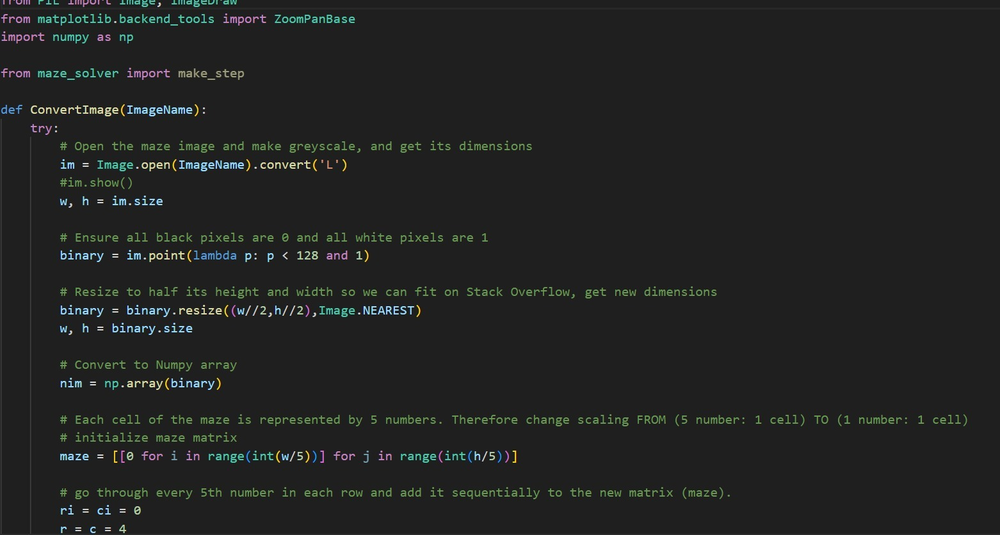 from PIL import Image, ImageDraw
from matplotlib.backend_tools import ZoomPanBase
import numpy as np
from maze_solver import make_step
def ConvertImage(ImageName):
try:
# Open the maze image and make greyscale, and get its dimensions
im = Image.open(ImageName).convert('L')
#im.show()
w, h = im.size
# Ensure all black pixels are 0 and all white pixels are 1
binary = im.point(lambda p: p < 128 and 1)
# Resize to half its height and width so we can fit on Stack Overflow, get new dimensions
binary = binary.resize((w//2,h//2),Image.NEAREST)
w, h = binary.size
# Convert to Numpy array
nim = np.array(binary)
# Each cell of the maze is represented by 5 numbers. Therefore change scaling FROM (5 number: 1 cell) TO (1 number: 1 cell)
# initialize maze matrix
maze = [[0 for i in range(int(w/5))] for j in range(int(h/5))]
# go through every 5th number in each row and add it sequentially to the new matrix (maze).
ri = ci = 0
r = c = 4